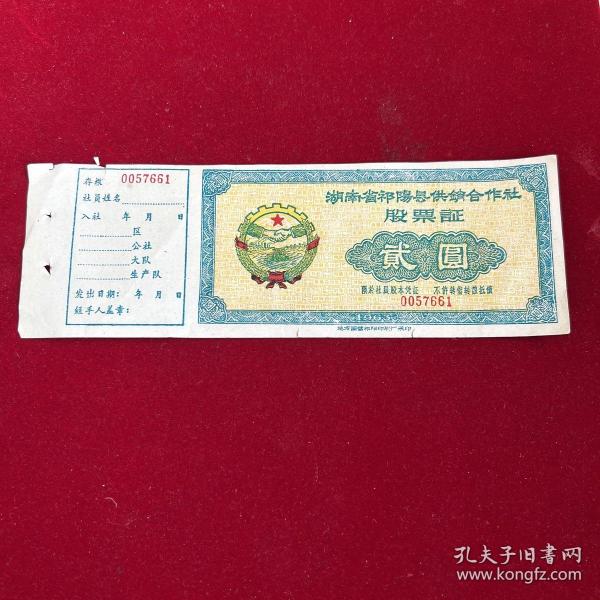 存根 0057661
社员姓名
入社 年 月 日
区
公社
大队
生产队
发出日期: 年 月 日
经手人盖章:
湖南省祁陽县供銷合作社
股票証
貳圓
限於社員股本凭証 不許轉借轉讓抵債
0057661
孔夫子旧书网
www.kongfz.com